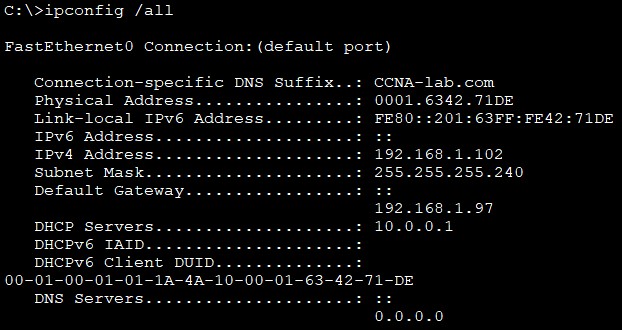 C:\>ipconfig /all
FastEthernet0 Connection:(default port)
Connection-specific DNS Suffix..: CCNA-lab.com
Physical Address................: 0001.6342.71DE
Link-local IPv6 Address.........: FE80::201:63FF:FE42:71DE
IPv6 Address....................: ::
IPv4 Address....................: 192.168.1.102
Subnet Mask.....................: 255.255.255.240
Default Gateway.................: ::
192.168.1.97
DHCP Servers....................: 10.0.0.1
DHCPv6 IAID.....................:
DHCPv6 Client DUID..............:
00-01-00-01-01-1A-4A-10-00-01-63-42-71-DE
DNS Servers.....................: ::
0.0.0.0